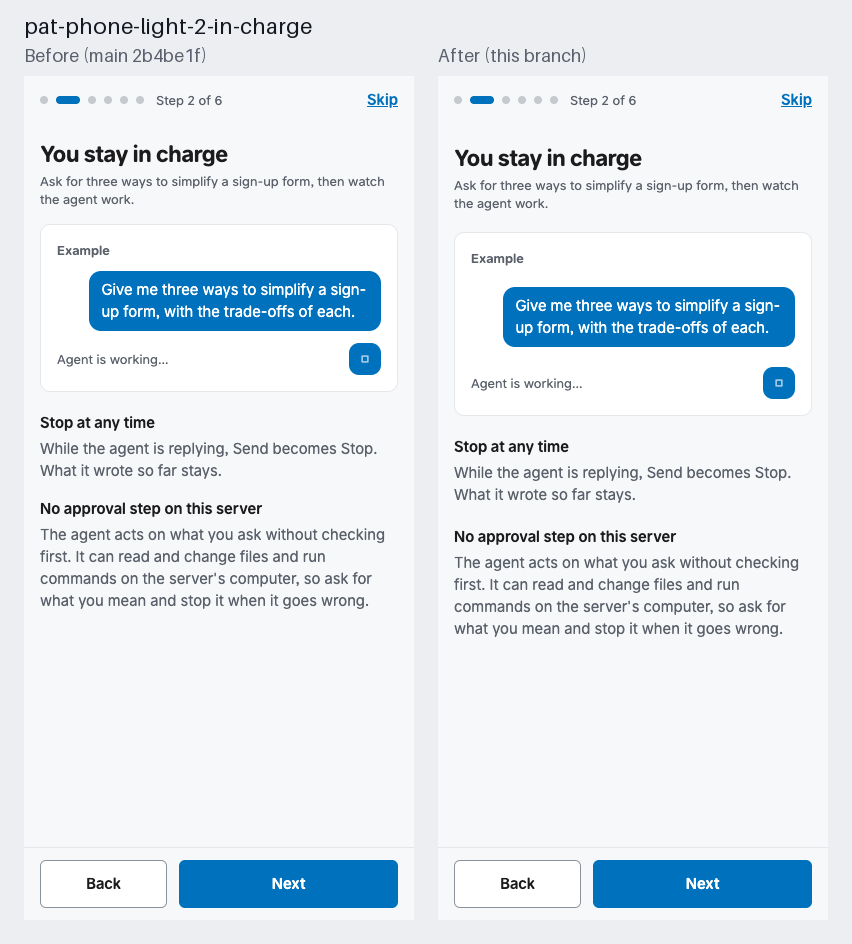 pat-phone-light-2-in-charge
Before (main 2b4be1f)
Step 2 of 6
Skip
You stay in charge
Ask for three ways to simplify a sign-up form, then watch
the agent work.
Example
Give me three ways to simplify a sign-
up form, with the trade-offs of each.
Agent is working...
Stop at any time
While the agent is replying, Send becomes Stop.
What it wrote so far stays.
No approval step on this server
The agent acts on what you ask without checking
first. It can read and change files and run
commands on the server's computer, so ask for
what you mean and stop it when it goes wrong.
Back
Next
After (this branch)
Step 2 of 6
Skip
You stay in charge
Ask for three ways to simplify a sign-up form, then watch
the agent work.
Example
Give me three ways to simplify a sign-
up form, with the trade-offs of each.
Agent is working...
Stop at any time
While the agent is replying, Send becomes Stop.
What it wrote so far stays.
No approval step on this server
The agent acts on what you ask without checking
first. It can read and change files and run
commands on the server's computer, so ask for
what you mean and stop it when it goes wrong.
Back
Next